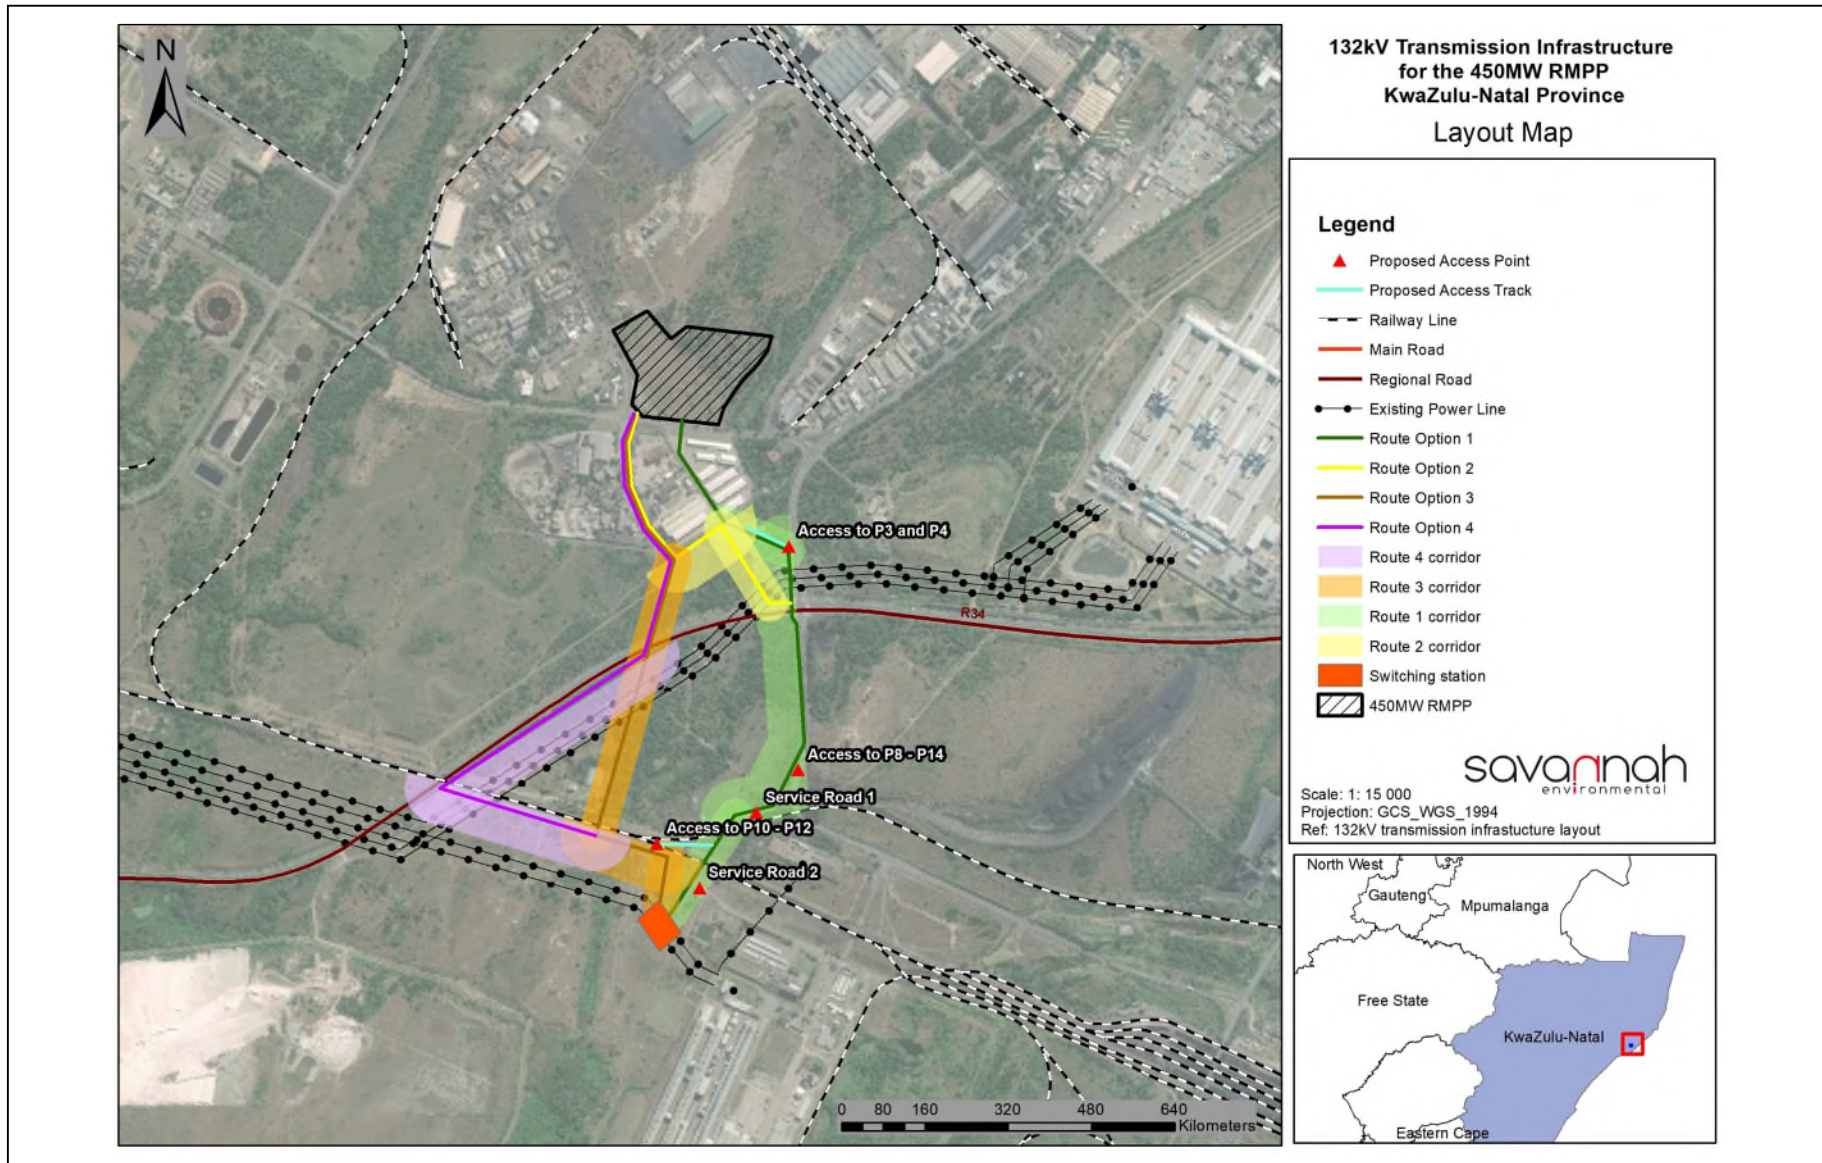 132kV Transmission Infrastructure
for the 450MW RMPP
KwaZulu-Natal Province
Layout Map
N
Access to P3 and P4
R34
Access to P8 - P14
Service Road 1
Access to P10 - P12
Service Road 2
0 80 160 320 480 640
Kilometers
Legend
Proposed Access Point
Proposed Access Track
Railway Line
Main Road
Regional Road
Existing Power Line
Route Option 1
Route Option 2
Route Option 3
Route Option 4
Route 4 corridor
Route 3 corridor
Route 1 corridor
Route 2 corridor
Switching station
450MW RMPP
savannah
environmental
Scale: 1: 15 000
Projection: GCS_WGS_1994
Ref: 132kV transmission infrastucture layout
North West
Gauteng
Mpumalanga
Free State
KwaZulu-Natal
Eastern Cape